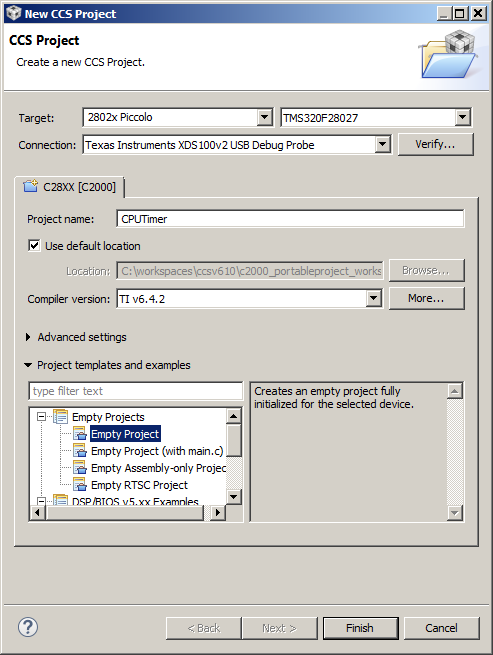 New CCS Project
CCS Project
Create a new CCS Project.
Target: 2802x Piccolo TMS320F28027
Connection: Texas Instruments XDS100v2 USB Debug Probe Verify...
C28XX [C2000]
Project name: CPUTimer
Use default location
Location: C:\workspaces\ccsv610\c2000_portableproject_works Browse...
Compiler version: TI v6.4.2 More...
Advanced settings
Project templates and examples
type filter text
Empty Projects
Empty Project
Empty Project (with main.c)
Empty Assembly-only Projec
Empty RTSC Project
DSP/BIOS v5.xx Examples
Creates an empty project fully
initialized for the selected device.
?
< Back Next > Finish Cancel